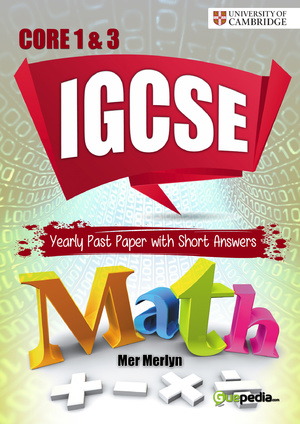 UNIVERSITY OF
CAMBRIDGE
CORE 1 & 3
IGCSE
Yearly Past Paper with Short Answers
Math
Mer Merlyn
+ - × ÷
Guepedia.com